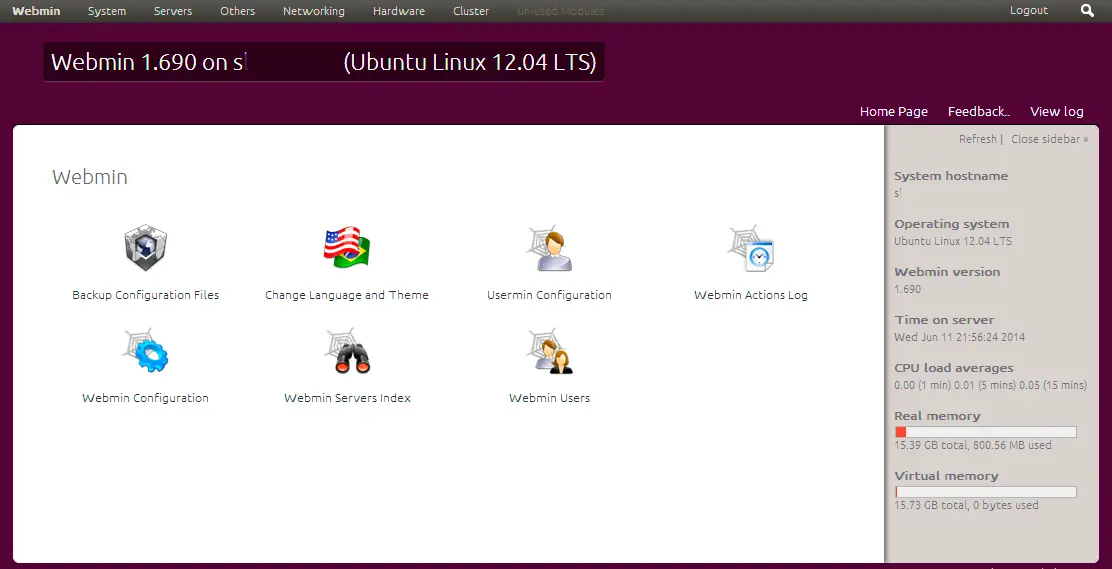 Webmin System Servers Others Networking Hardware Cluster Un-used Modules Logout
Webmin 1.690 on s (Ubuntu Linux 12.04 LTS)
Home Page Feedback.. View log
Refresh | Close sidebar »
Webmin
Backup Configuration Files Change Language and Theme Usermin Configuration Webmin Actions Log
Webmin Configuration Webmin Servers Index Webmin Users
System hostname
s
Operating system
Ubuntu Linux 12.04 LTS
Webmin version
1.690
Time on server
Wed Jun 11 21:56:24 2014
CPU load averages
0.00 (1 min) 0.01 (5 mins) 0.05 (15 mins)
Real memory
15.39 GB total, 800.56 MB used
Virtual memory
15.73 GB total, 0 bytes used